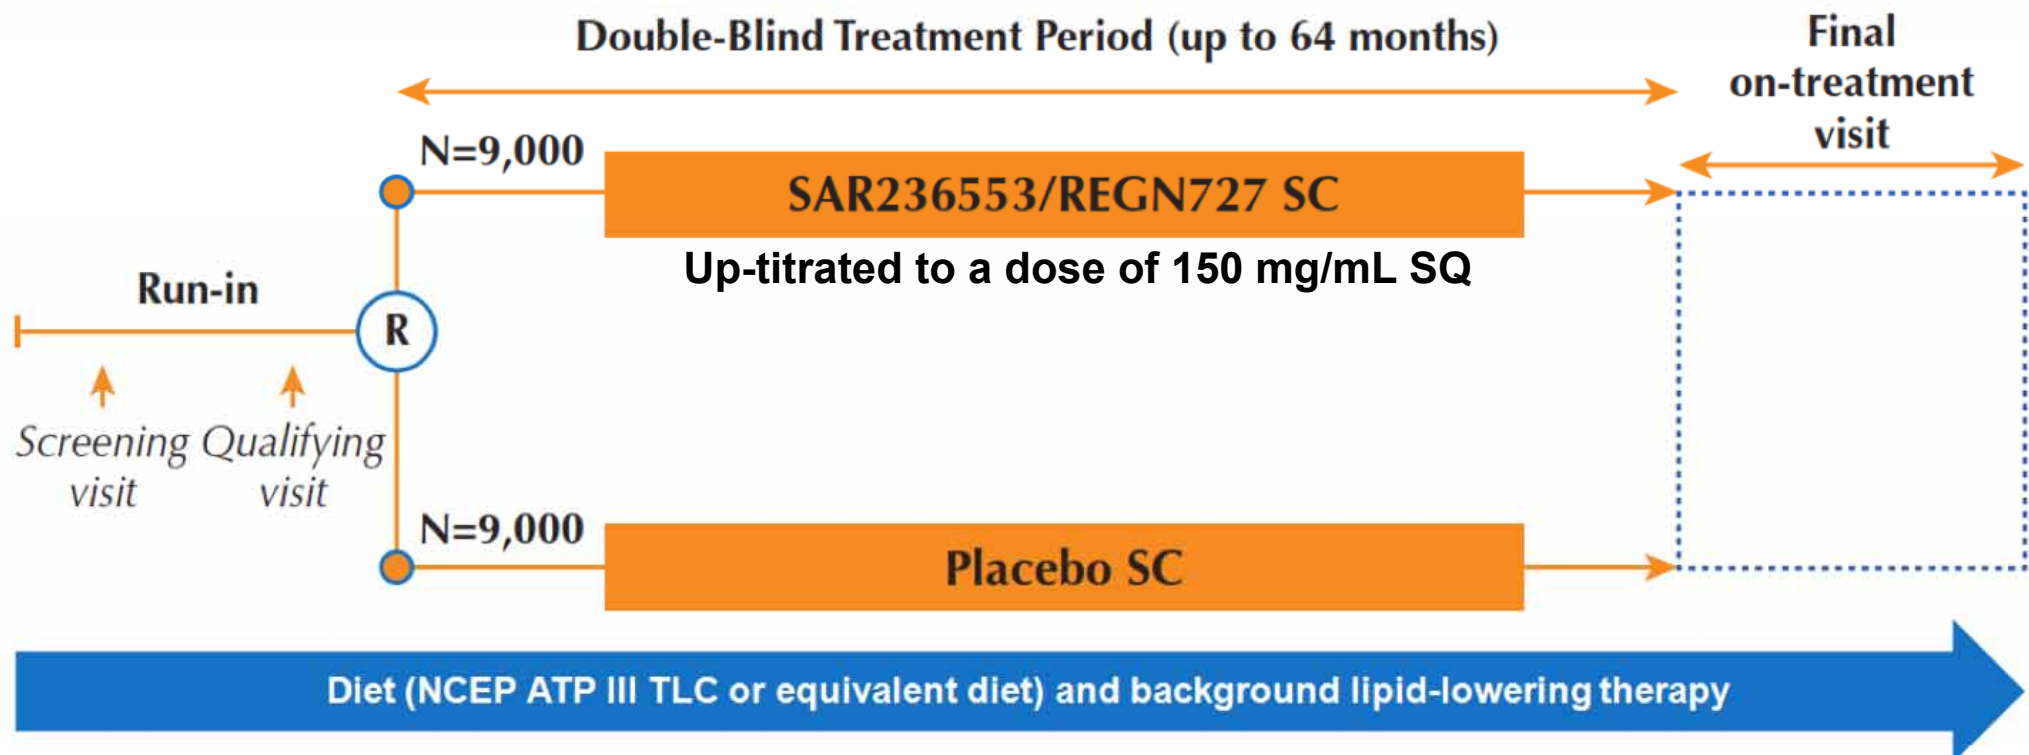 Double-Blind Treatment Period (up to 64 months)
Final
on-treatment
visit
N=9,000
SAR236553/REGN727 SC
Up-titrated to a dose of 150 mg/mL SQ
Run-in
R
Screening
visit
Qualifying
visit
N=9,000
Placebo SC
Diet (NCEP ATP III TLC or equivalent diet) and background lipid-lowering therapy